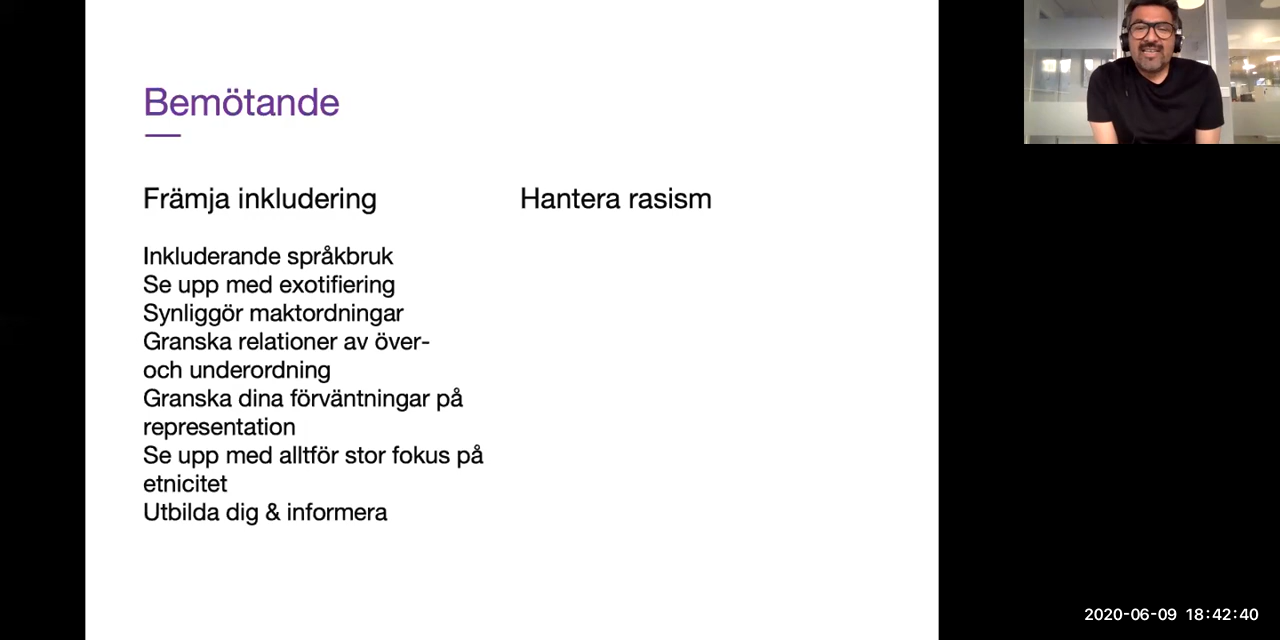 Bemötande
Främja inkludering
Inkluderande språkbruk
Se upp med exotifiering
Synliggör maktordningar
Granska relationer av över-
och underordning
Granska dina förväntningar på
representation
Se upp med alltför stor fokus på
etnicitet
Utbilda dig & informera
Hantera rasism
2020-06-09 18:42:40